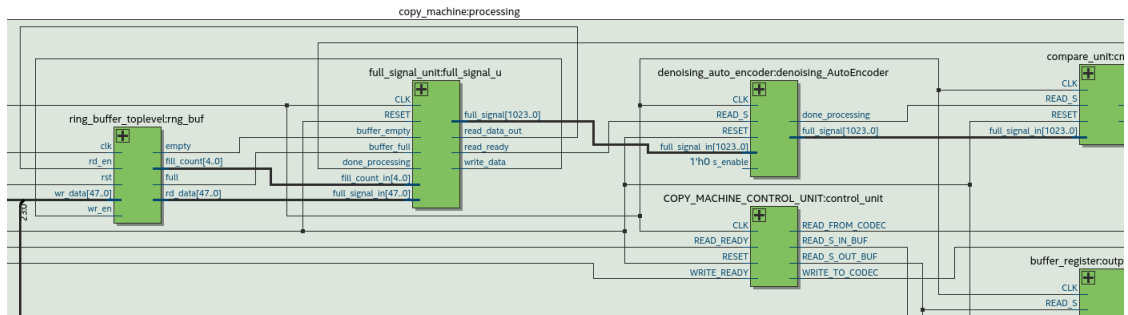 copy_machine:processing
ring_buffer_toplevel:rng_buf
clk
rd_en
rst
wr_data[47..0]
wr_en
empty
fill_count[4..0]
full
rd_data[47..0]
23:0
full_signal_unit:full_signal_u
CLK
RESET
buffer_empty
buffer_full
done_processing
fill_count_in[4..0]
full_signal_in[47..0]
full_signal[1023..0]
read_data_out
read_ready
write_data
denoising_auto_encoder:denoising_AutoEncoder
CLK
READ_S
RESET
full_signal_in[1023..0]
1'h0 s_enable
done_processing
full_signal[1023..0]
COPY_MACHINE_CONTROL_UNIT:control_unit
CLK
READ_READY
RESET
WRITE_READY
READ_FROM_CODEC
READ_S_IN_BUF
READ_S_OUT_BUF
WRITE_TO_CODEC
compare_unit:cn
CLK
READ_S
RESET
full_signal_in[1023..0]
buffer_register:outp
CLK
READ_S